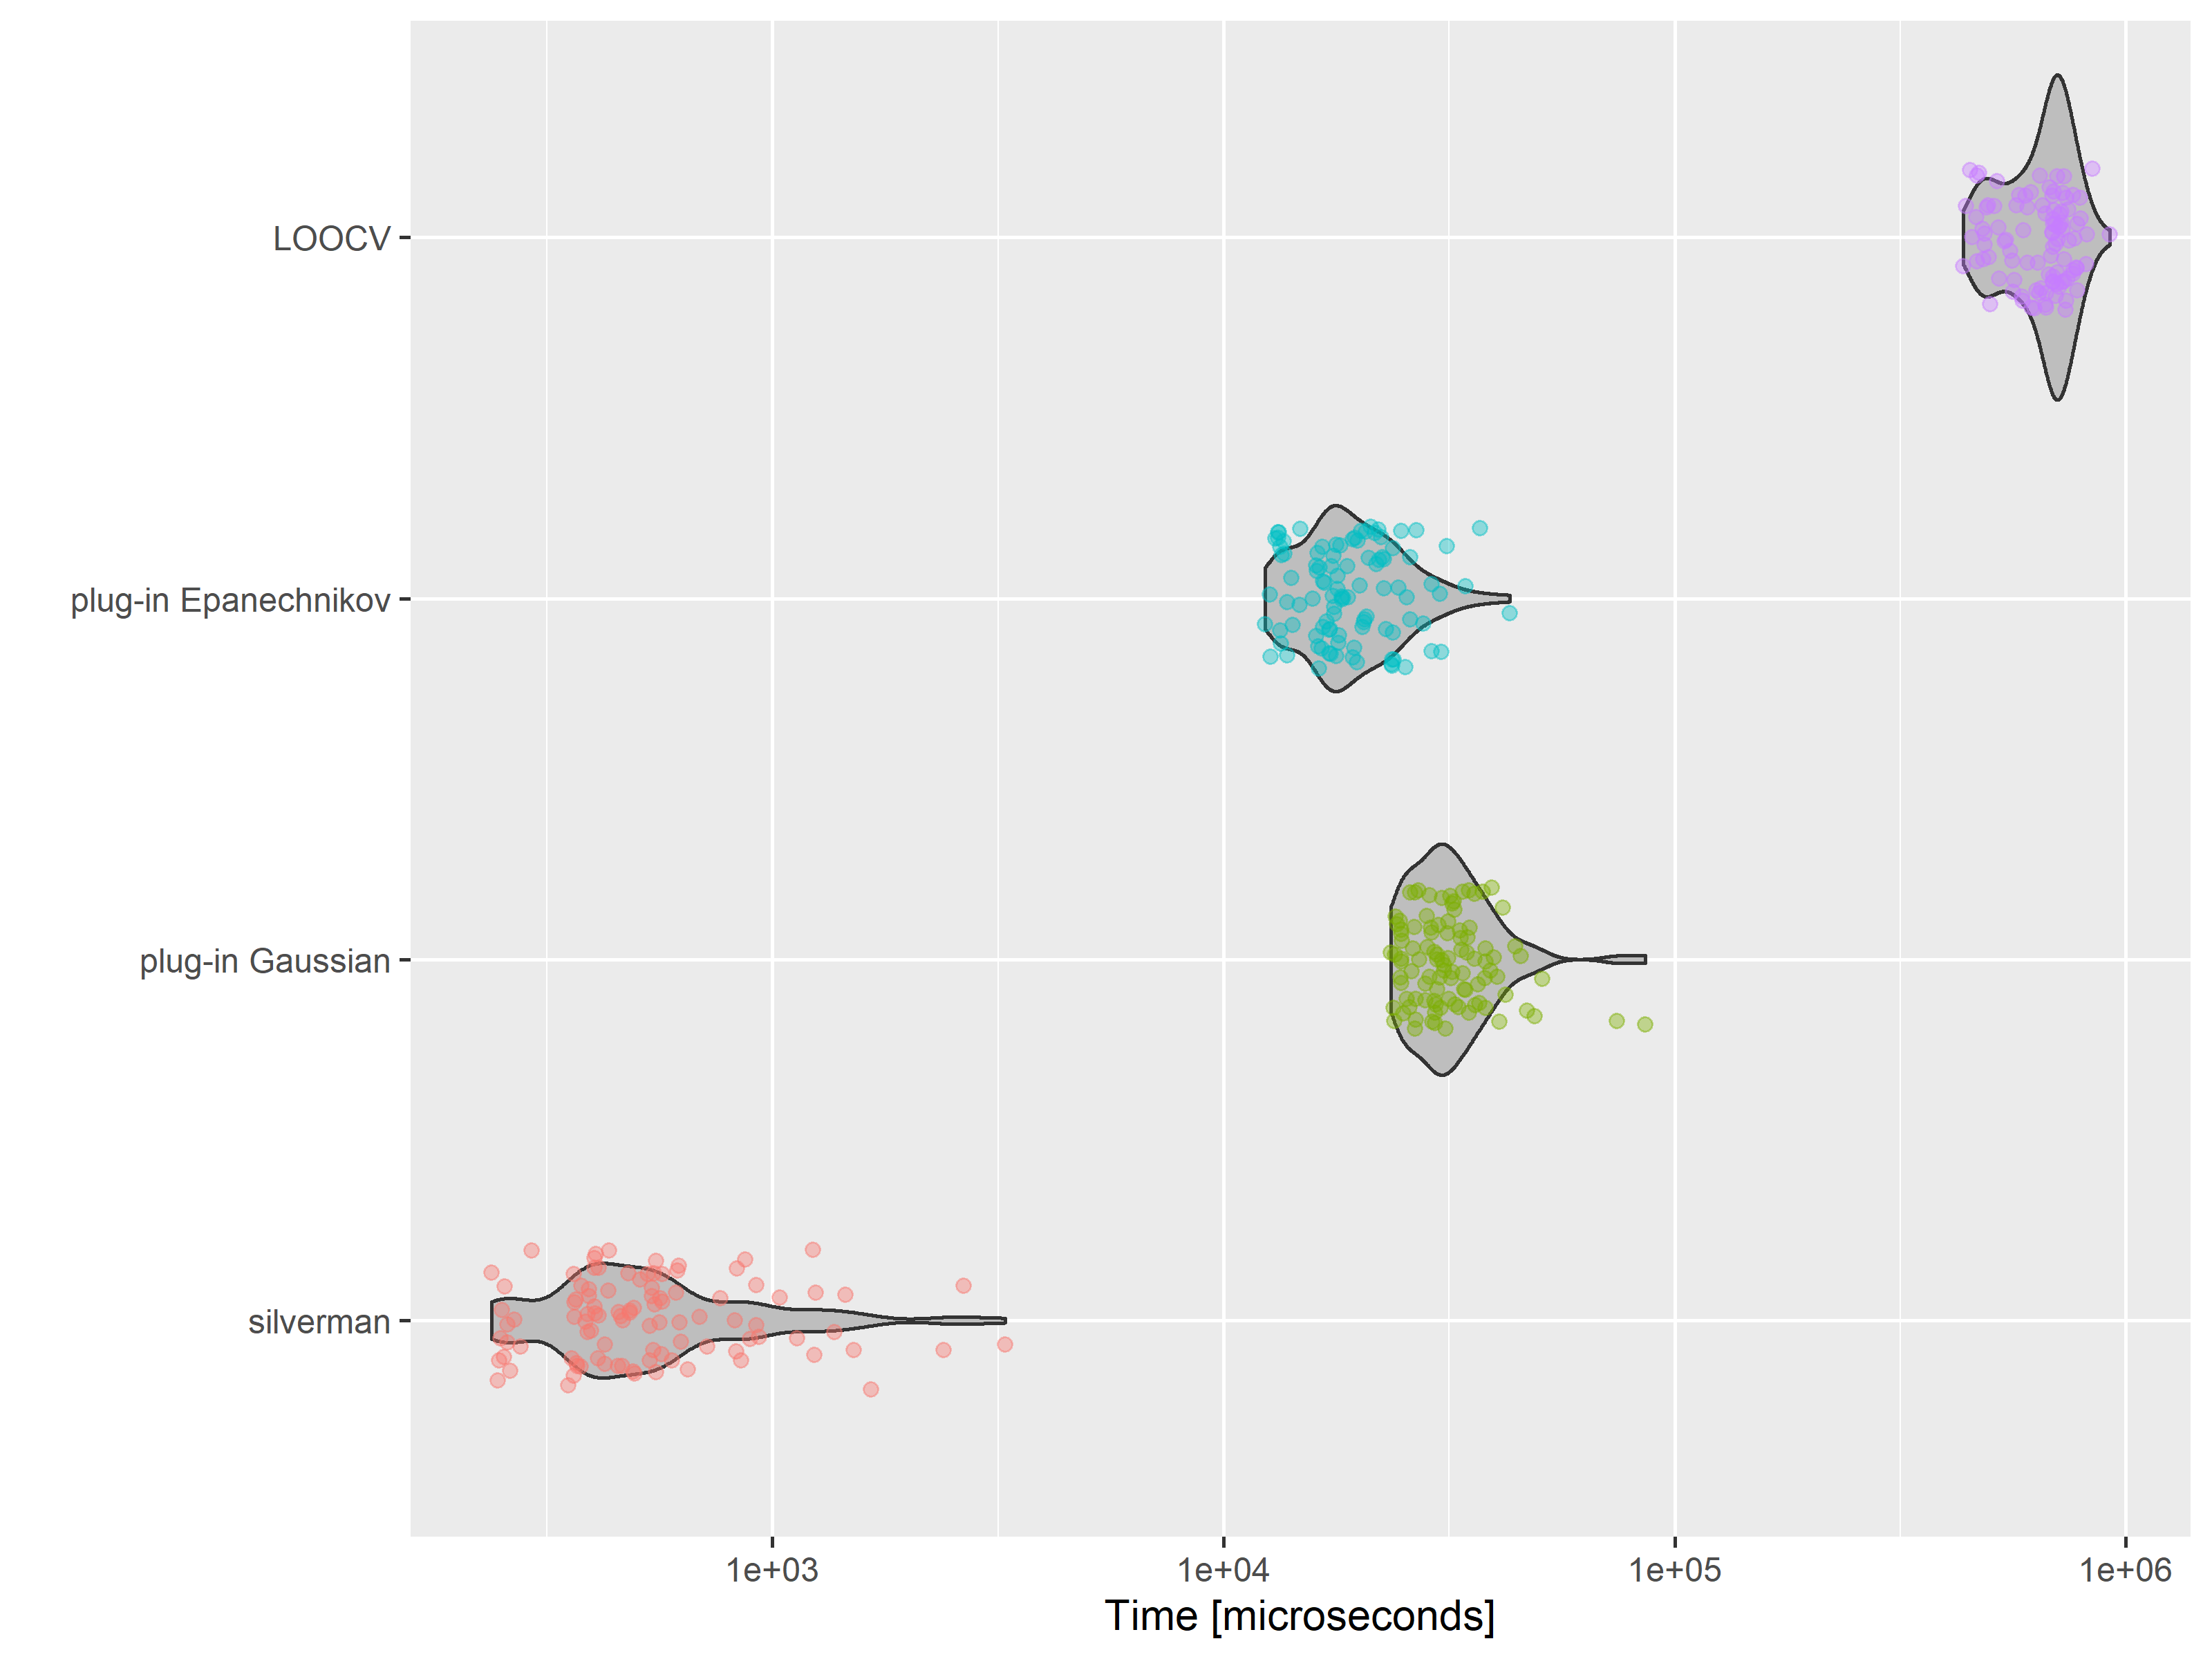 LOOCV
plug-in Epanechnikov
plug-in Gaussian
silverman
1e+03 1e+04 1e+05 1e+06
Time [microseconds]